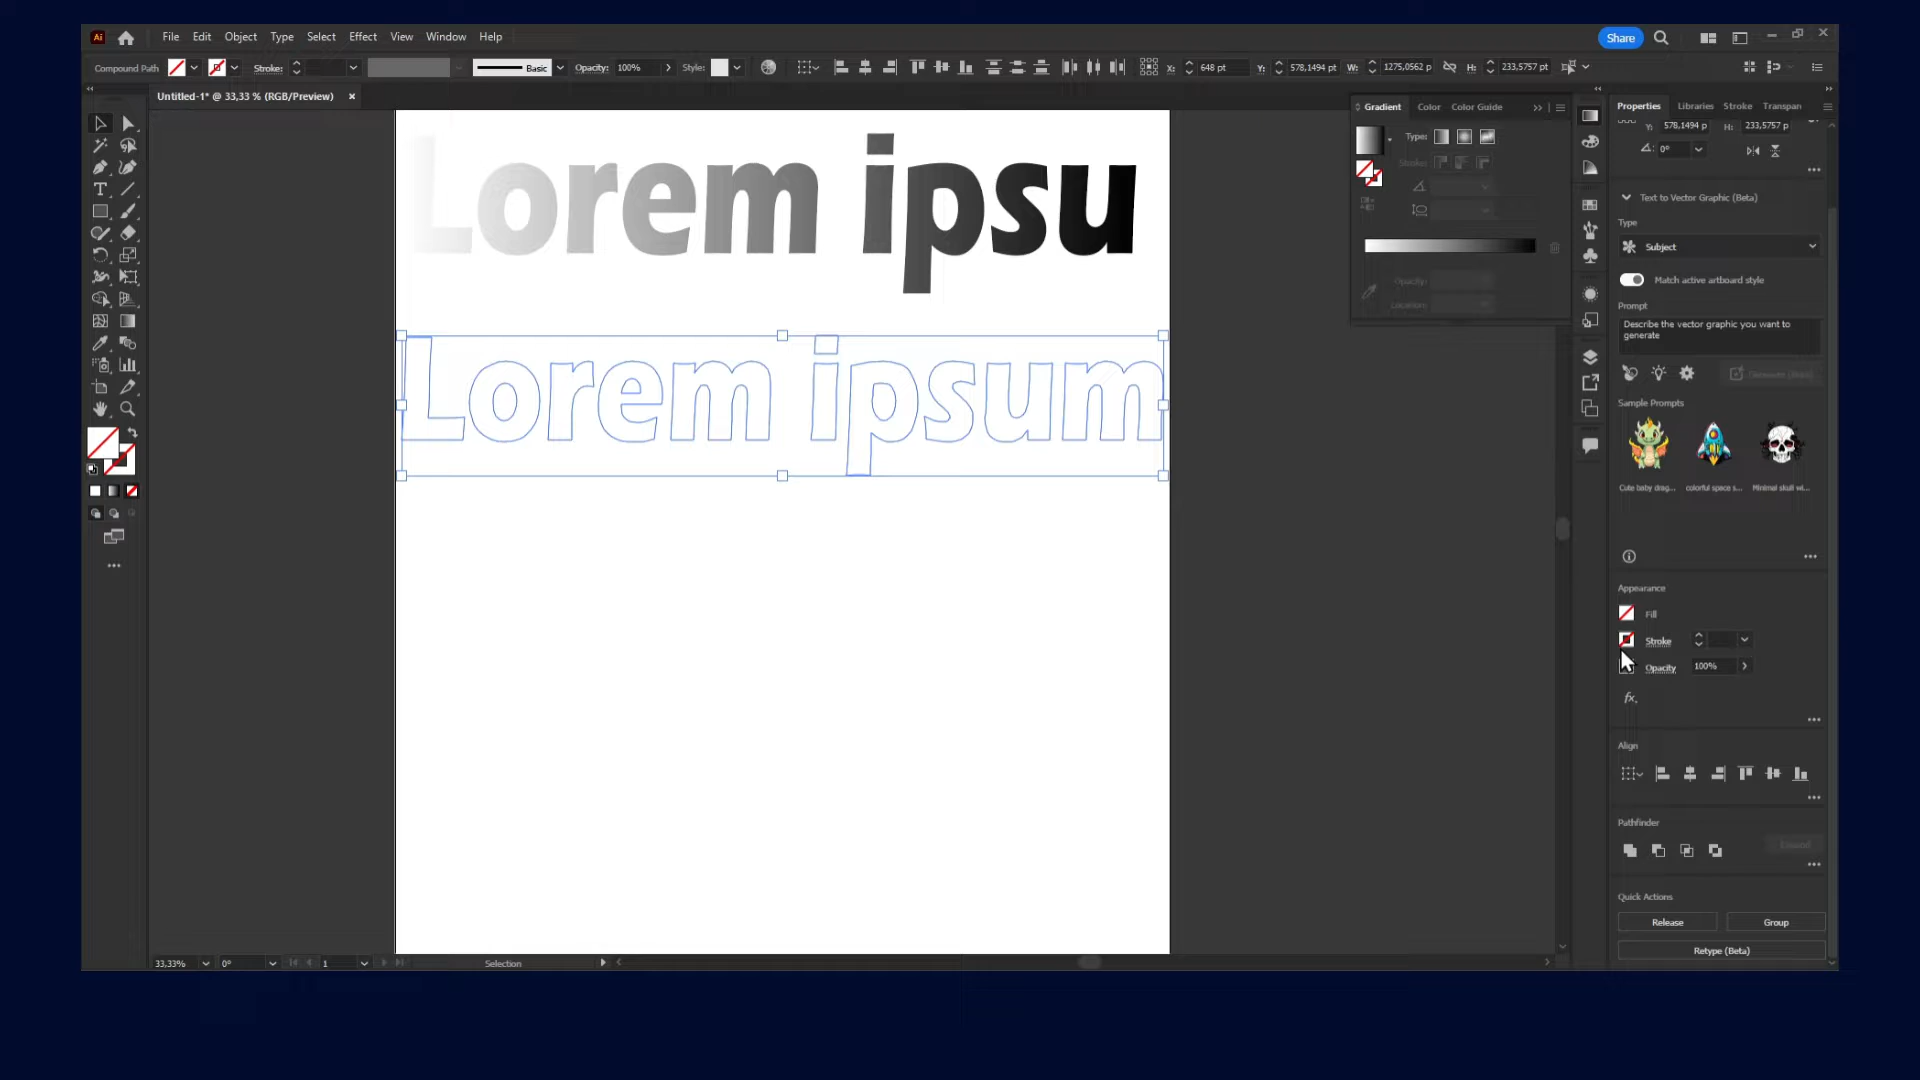 Ai File Edit Object Type Select Effect View Window Help Share
Compound Path Stroke: Basic Opacity: 100% Style: X: 648 pt Y: 578,1494 pt W: 1275,0562 p H: 233,5757 pt
Untitled-1* @ 33,33 % (RGB/Preview) ×
Gradient Color Color Guide
Type:
Stroke:
Opacity:
Location:
Properties Libraries Stroke Transpan
Y: 578,1494 p H: 233,5757 p
0°
Text to Vector Graphic (Beta)
Type
Subject
Match active artboard style
Prompt
Describe the vector graphic you want to
generate
Generate (Beta)
Sample Prompts
Cute baby drag... colorful space s... Minimal skull wi...
Appearance
Fill
Stroke
Opacity 100%
fx.
Align
Pathfinder
Expand
Quick Actions
Release Group
Retype (Beta)
Lorem ipsu
Lorem ipsum
33,33% 0° 1 Selection